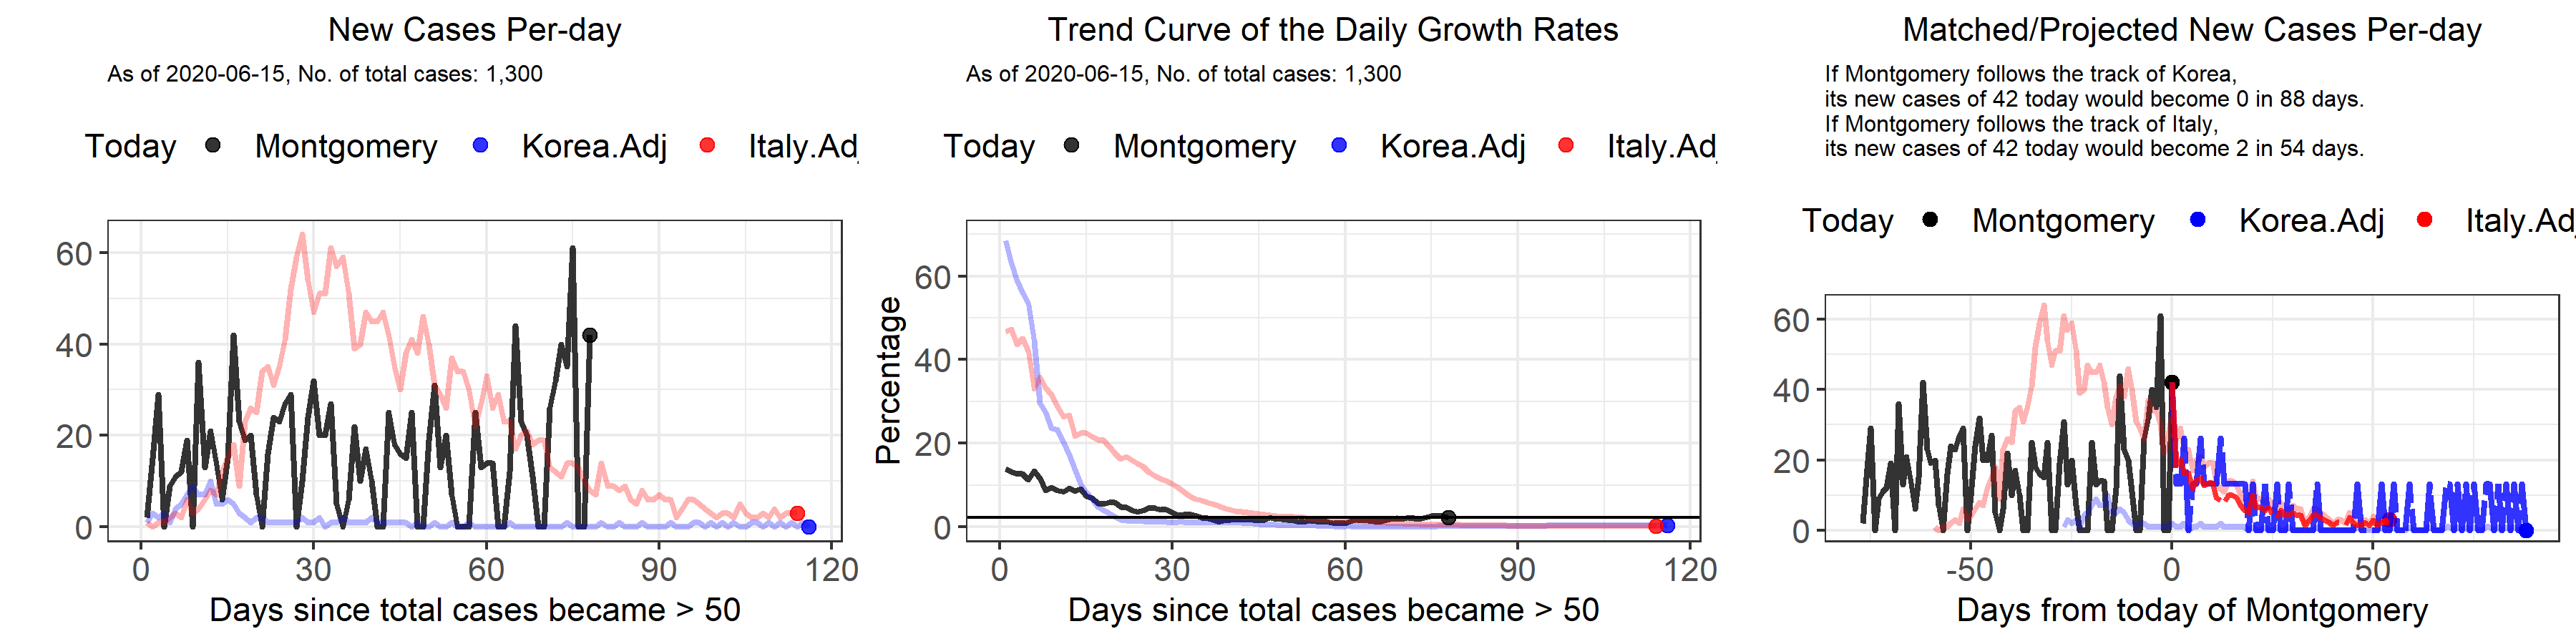 New Cases Per-day
As of 2020-06-15, No. of total cases: 1,300
Today Montgomery Korea.Adj Italy.Ad
60
40
20
0
0 30 60 90 120
Days since total cases became > 50
Trend Curve of the Daily Growth Rates
As of 2020-06-15, No. of total cases: 1,300
Today Montgomery Korea.Adj Italy.Ad
Percentage
60
40
20
0
0 30 60 90 120
Days since total cases became > 50
Matched/Projected New Cases Per-day
If Montgomery follows the track of Korea,
its new cases of 42 today would become 0 in 88 days.
If Montgomery follows the track of Italy,
its new cases of 42 today would become 2 in 54 days.
Today Montgomery Korea.Adj Italy.Ad
60
40
20
0
-50 0 50
Days from today of Montgomery